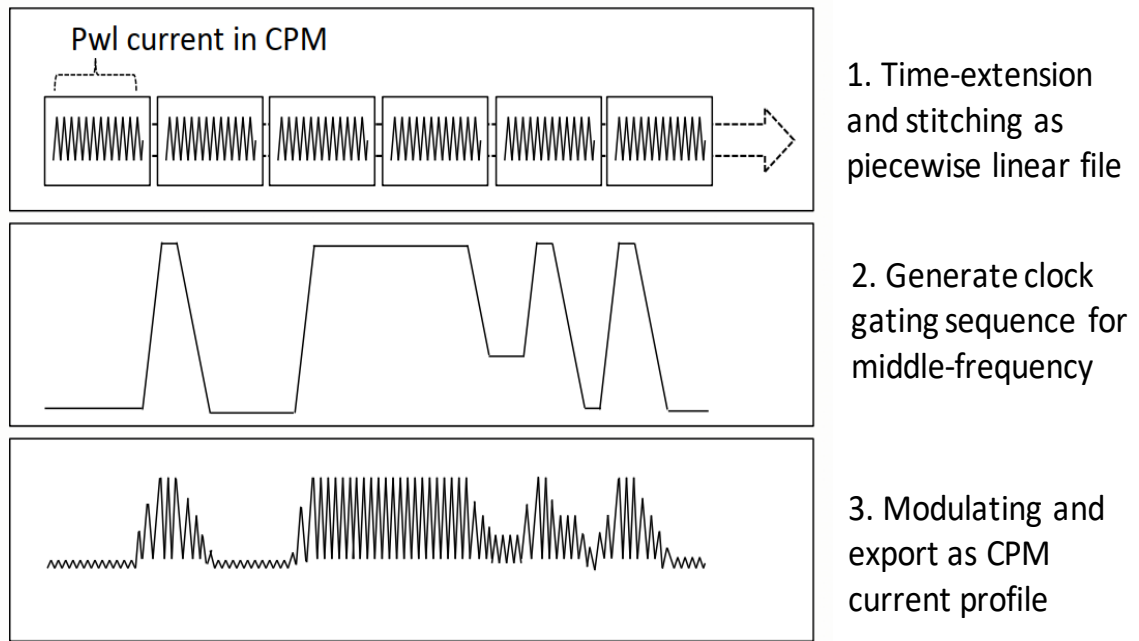 Pwl current in CPM
1. Time-extension
and stitching as
piecewise linear file
2. Generate clock
gating sequence for
middle-frequency
3. Modulating and
export as CPM
current profile